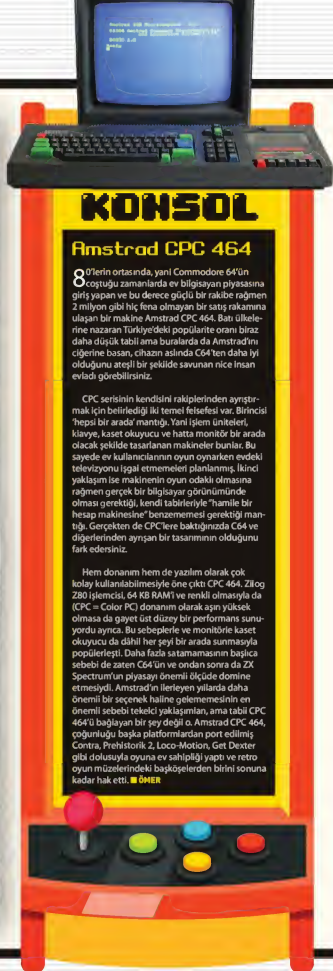 KONSOL
Amstrad CPC 464
80'lerin ortasında, yani Commodore 64'ün
coştuğu zamanlarda ev bilgisayarı piyasasına
giriş yapan ve bu derece güçlü bir rakibe rağmen
2 milyon gibi hiç fena olmayan bir satış rakamına
ulaşan bir makine Amstrad CPC 464. Batı ülkele-
rine nazaran Türkiye'deki popülarite oranı biraz
daha düşük tabii ama buralarda da Amstrad'ını
ciğerine basan, cihazın aslında C64'ten daha iyi
olduğunu ateşli bir şekilde savunan nice insan
evladı görebilirsiniz.
CPC serisinin kendisini rakiplerinden ayrıştır-
mak için belirlediği iki temel felsefesi var. Birincisi
'hepsi bir arada' mantığı. Yani işlem üniteleri,
klavye, kaset okuyucu ve hatta monitör bir arada
olacak şekilde tasarlanan makineler bunlar. Bu
sayede ev kullanıcılarının oyun oynarken evdeki
televizyonu işgal etmemeleri planlanmış. İkinci
yaklaşım ise makinenin oyun odaklı olmasına
rağmen gerçek bir bilgisayar görünümünde
olması gerektiği, kendi tabirleriyle "hamile bir
hesap makinesine" benzememesi gerektiği man-
tığı. Gerçekten de CPC'lere baktığınızda C64 ve
diğerlerinden ayrışan bir tasarımının olduğunu
fark edersiniz.
Hem donanım hem de yazılım olarak çok
kolay kullanılabilmesiyle öne çıktı CPC 464. Zilog
Z80 işlemcisi, 64 KB RAM'i ve renkli olmasıyla da
(CPC = Color PC) donanım olarak aşırı yüksek
olmasa da gayet üst düzey bir performans sunu-
yordu ayrıca. Bu sebeplerle ve monitörle kaset
okuyucu da dâhil her şeyi bir arada sunmasıyla
popülerleşti. Daha fazla satamamasının başlıca
sebebi de zaten C64'ün ve ondan sonra da ZX
Spectrum'un piyasayı önemli ölçüde domine
etmesiydi. Amstrad'ın ilerleyen yıllarda daha
önemli bir seçenek haline gelememesinin en
önemli sebebi tekelci yaklaşımları, ama tabii CPC
464'ü bağlayan bir şey değil o. Amstrad CPC 464,
çoğunluğu başka platformlardan port edilmiş
Contra, Prehistorik 2, Loco-Motion, Get Dexter
gibi dolusuyla oyuna ev sahipliği yaptı ve retro
oyun müzelerindeki başköşelerden birini sonuna
kadar hak etti. ■ ÖMER